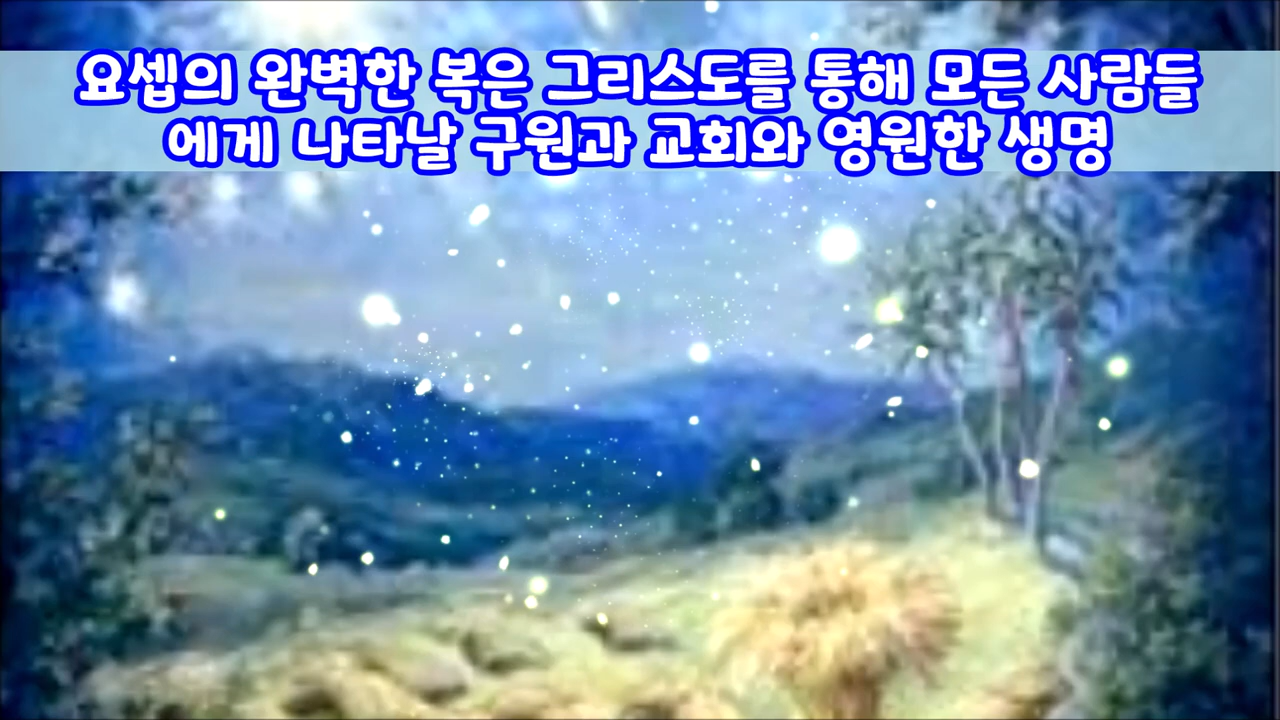 요셉의 완벽한 복은 그리스도를 통해 모든 사람들
에게 나타날 구원과 교회와 영원한 생명